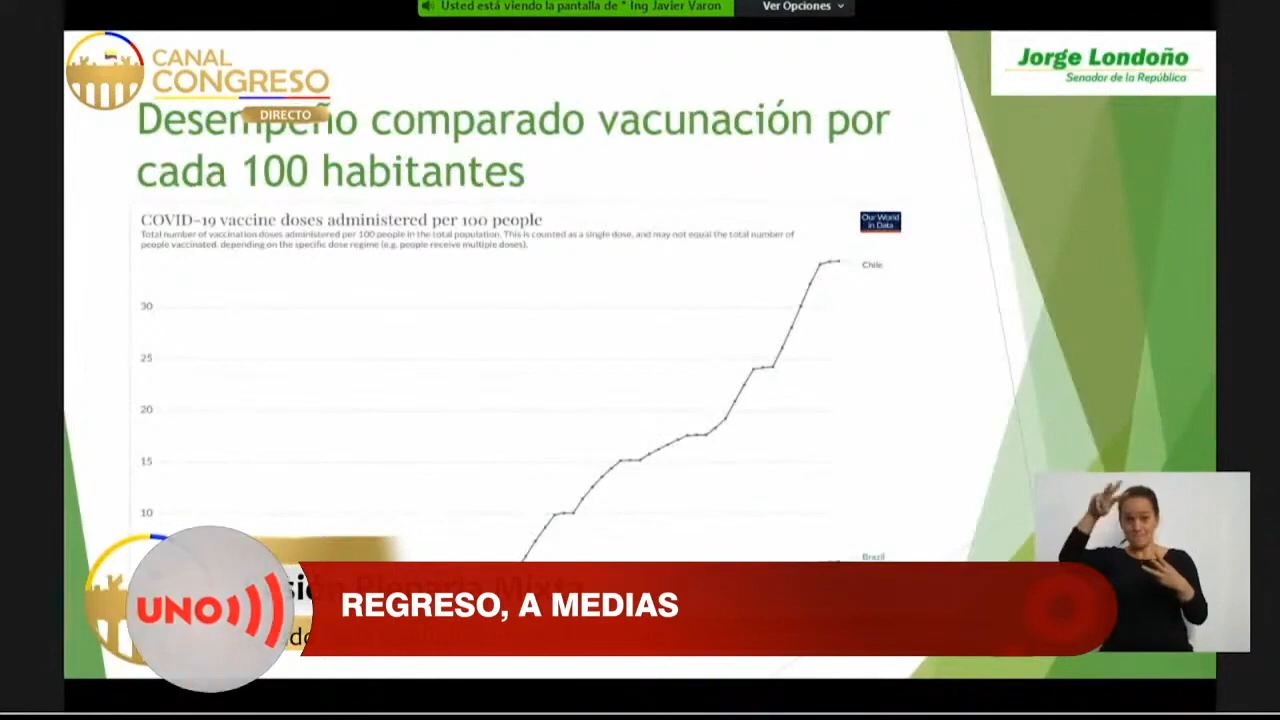 Usted está viendo la pantalla de " Ing Javier Varon
Ver Opciones
CANAL
CONGRESO
DIRECTO
Jorge Londoño
Senador de la República
Desempeño comparado vacunación por
cada 100 habitantes
COVID-19 vaccine doses administered per 100 people
Total number of vaccination doses administered per 100 people in the total population. This is counted as a single dose, and may not equal the total number of
people vaccinated, depending on the specific dose regime (e.g. people receive multiple doses).
Our World
in Data
Chile
30
25
20
15
10
Brazil
Plenaria Mixta
UNO
REGRESO, A MEDIAS